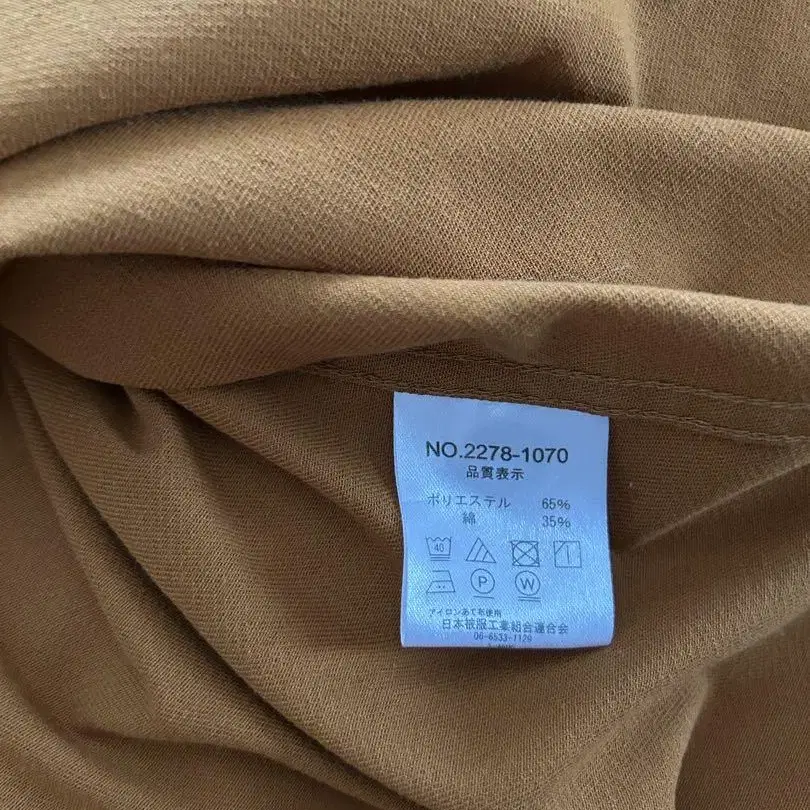 NO.2278-1070
品質表示
ポリエステル 65%
綿 35%
40
P W
アイロンあて布使用
日本被服工業組合連合会
06-6533-1129